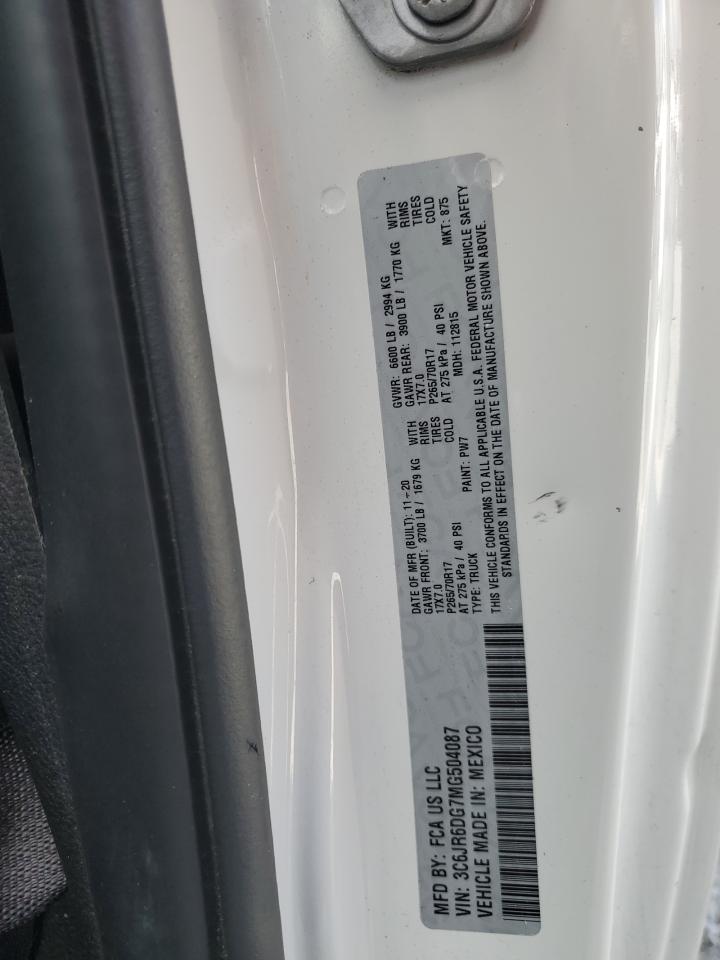 MFD BY: FCA US LLC
VIN: 3C6JR6DG7MG504087
VEHICLE MADE IN: MEXICO
DATE OF MFR (BUILT): 11-20
GAWR FRONT: 3700 LB / 1679 KG WITH
17X7.0 RIMS
P265/70R17 TIRES
AT 275 kPa / 40 PSI COLD
TYPE: TRUCK PAINT: PW7
GVWR: 6600 LB / 2994 KG
GAWR REAR: 3900 LB / 1770 KG WITH
17X7.0 RIMS
P265/70R17 TIRES
AT 275 kPa / 40 PSI COLD
MDH: 112815 MKT: 875
THIS VEHICLE CONFORMS TO ALL APPLICABLE U.S.A. FEDERAL MOTOR VEHICLE SAFETY
STANDARDS IN EFFECT ON THE DATE OF MANUFACTURE SHOWN ABOVE.